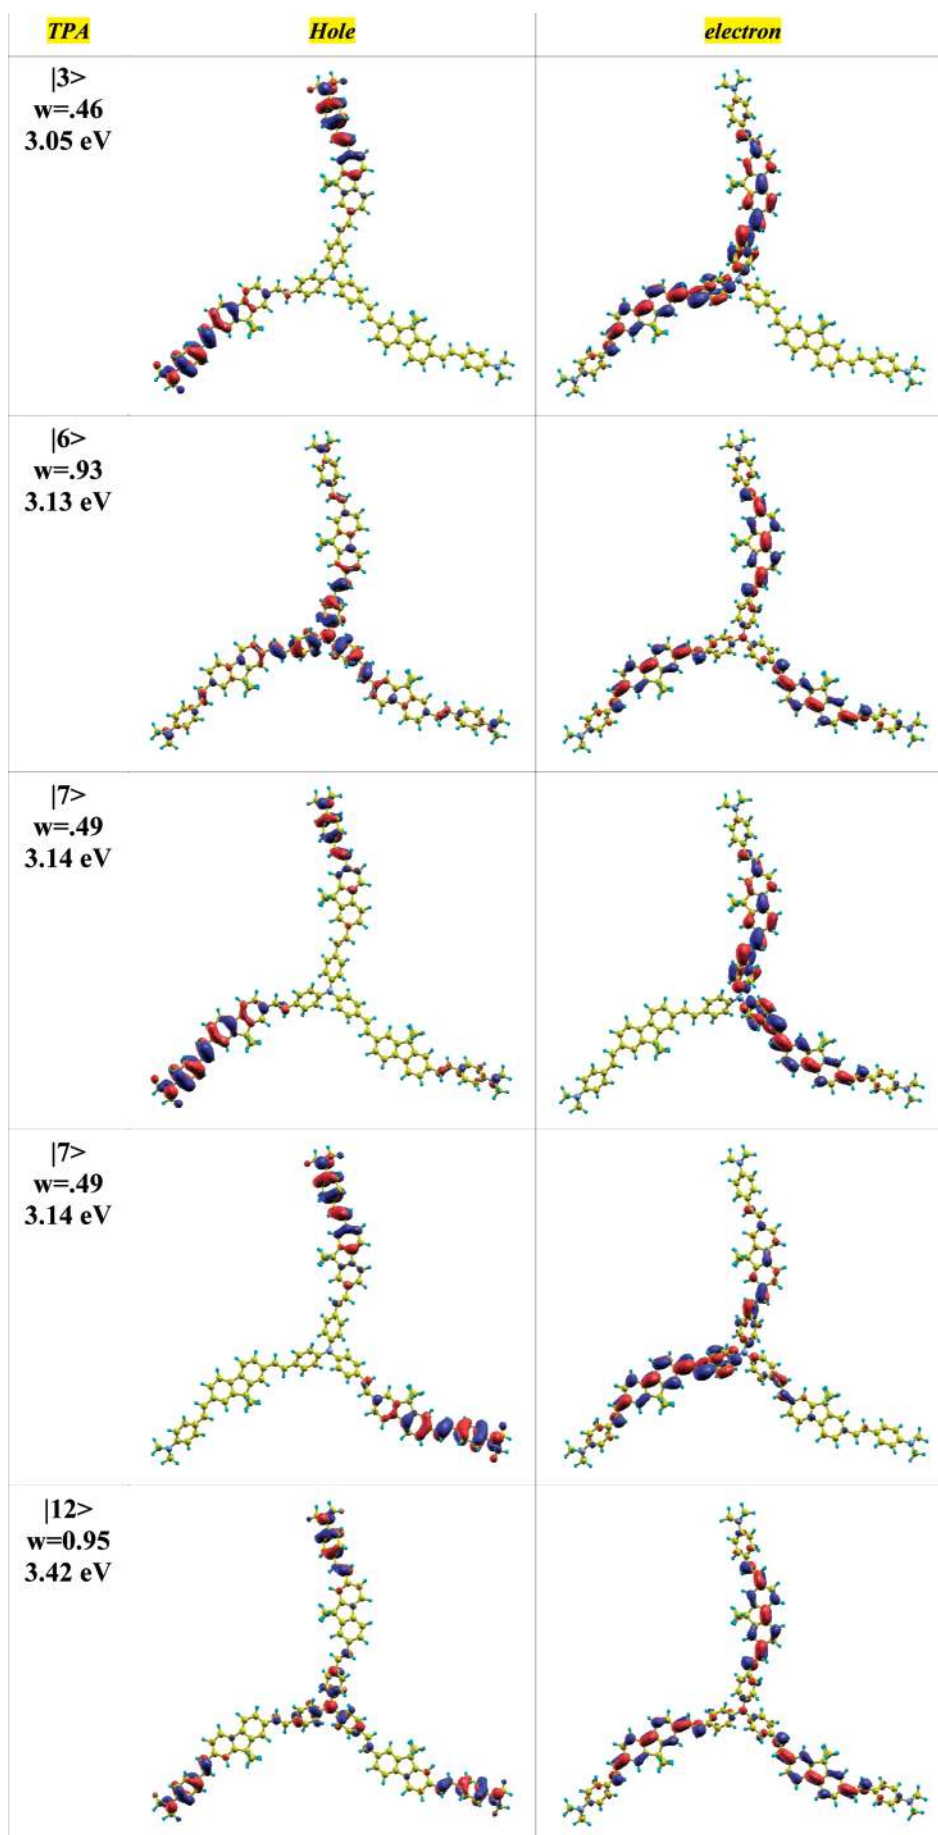 TPA Hole electron
|3>
w=.46
3.05 eV
|6>
w=.93
3.13 eV
|7>
w=.49
3.14 eV
|7>
w=.49
3.14 eV
|12>
w=0.95
3.42 eV